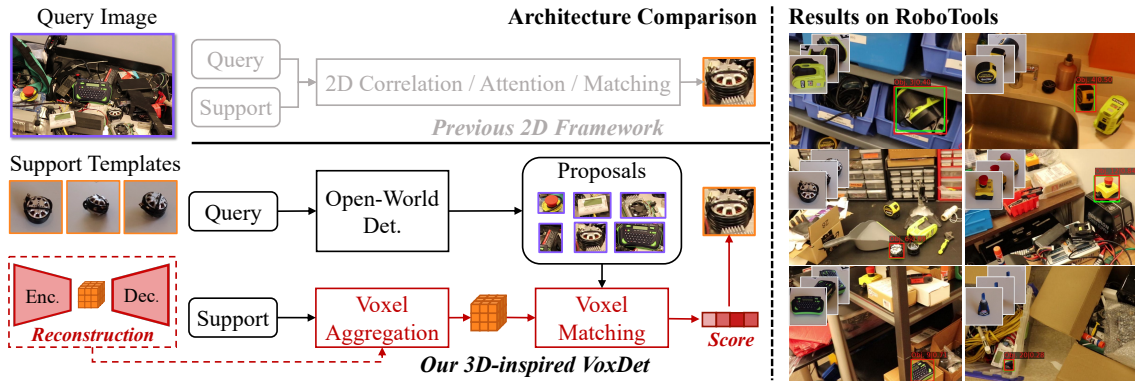 Query Image
Architecture Comparison
Results on RoboTools
Query
Support
2D Correlation / Attention / Matching
Previous 2D Framework
Support Templates
Query
Open-World
Det.
Proposals
Enc.
Dec.
Reconstruction
Support
Voxel
Aggregation
Voxel
Matching
Score
Our 3D-inspired VoxDet